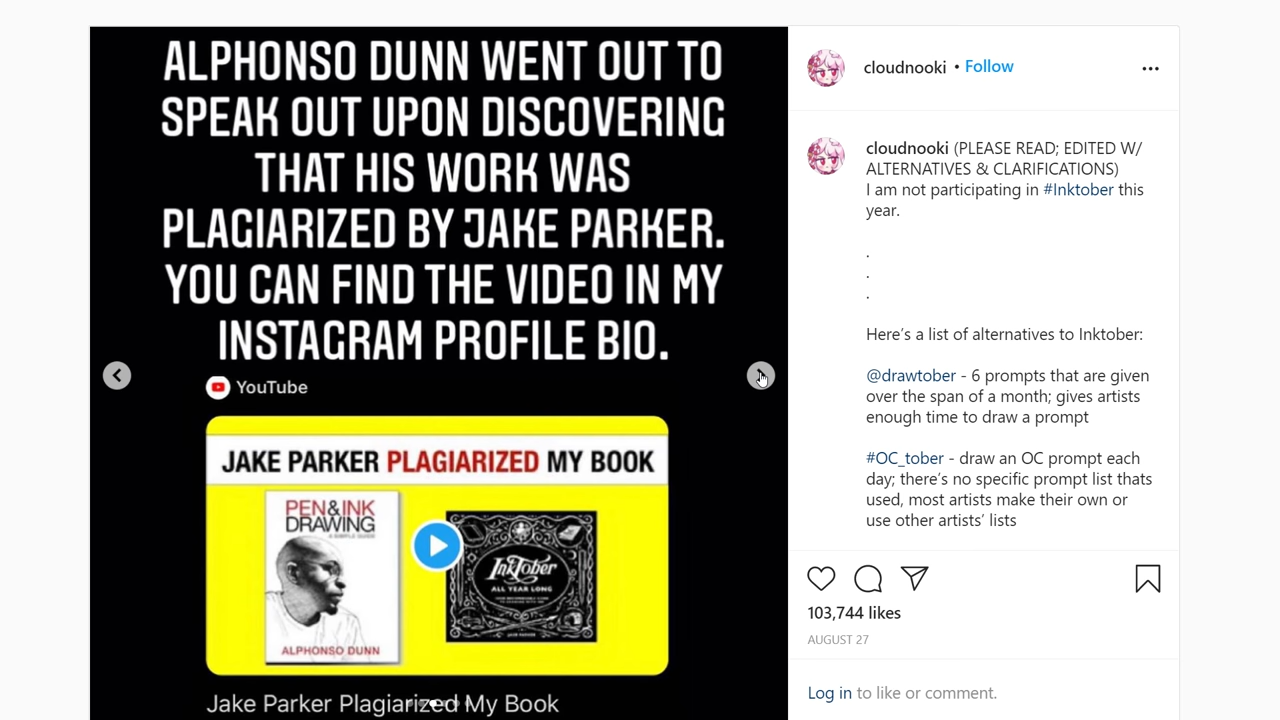 ALPHONSO DUNN WENT OUT TO
SPEAK OUT UPON DISCOVERING
THAT HIS WORK WAS
PLAGIARIZED BY JAKE PARKER.
YOU CAN FIND THE VIDEO IN MY
INSTAGRAM PROFILE BIO.
YouTube
JAKE PARKER PLAGIARIZED MY BOOK
PEN&INK
DRAWING
A SIMPLE GUIDE
ALPHONSO DUNN
INKTOBER
ALL YEAR LONG
JAKE PARKER
Jake Parker Plagiarized My Book
cloudnooki • Follow
cloudnooki (PLEASE READ; EDITED W/
ALTERNATIVES & CLARIFICATIONS)
I am not participating in #Inktober this
year.
.
.
.
Here's a list of alternatives to Inktober:
@drawtober - 6 prompts that are given
over the span of a month; gives artists
enough time to draw a prompt
#OC_tober - draw an OC prompt each
day; there's no specific prompt list thats
used, most artists make their own or
use other artists' lists
103,744 likes
AUGUST 27
Log in to like or comment.